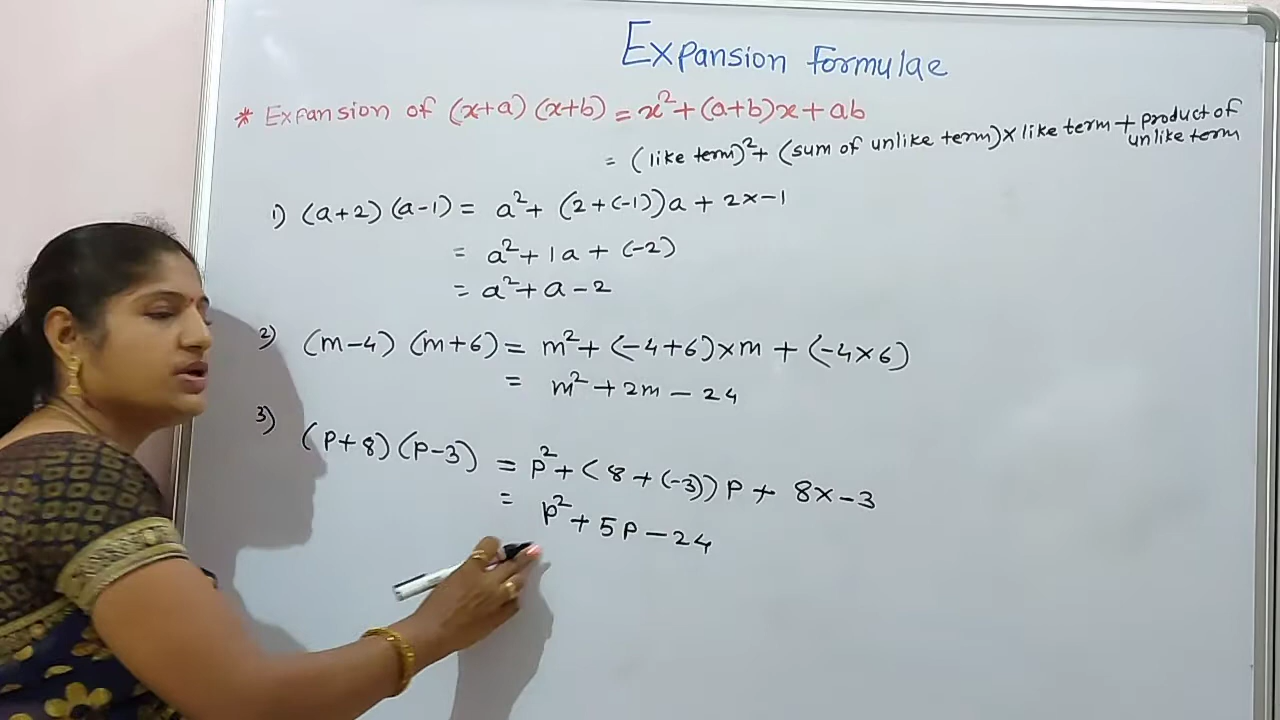 Expansion Formulae
* Expansion of (x+a) (x+b) = x²+(a+b)x+ab
= (like term)²+ (sum of unlike term)× like term + product of unlike term
1) (a+2) (a-1) = a²+ (2+(-1))a + 2×-1
= a²+1a + (-2)
= a²+a-2
2) (m-4) (m+6) = m²+ (-4+6)×m + (-4×6)
= m²+2m-24
3) (P+8) (P-3) = P²+(8+(-3))P + 8×-3
= P²+5P-24